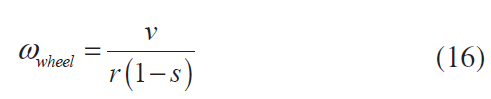 ω_wheel = v / r(1−s) (16)